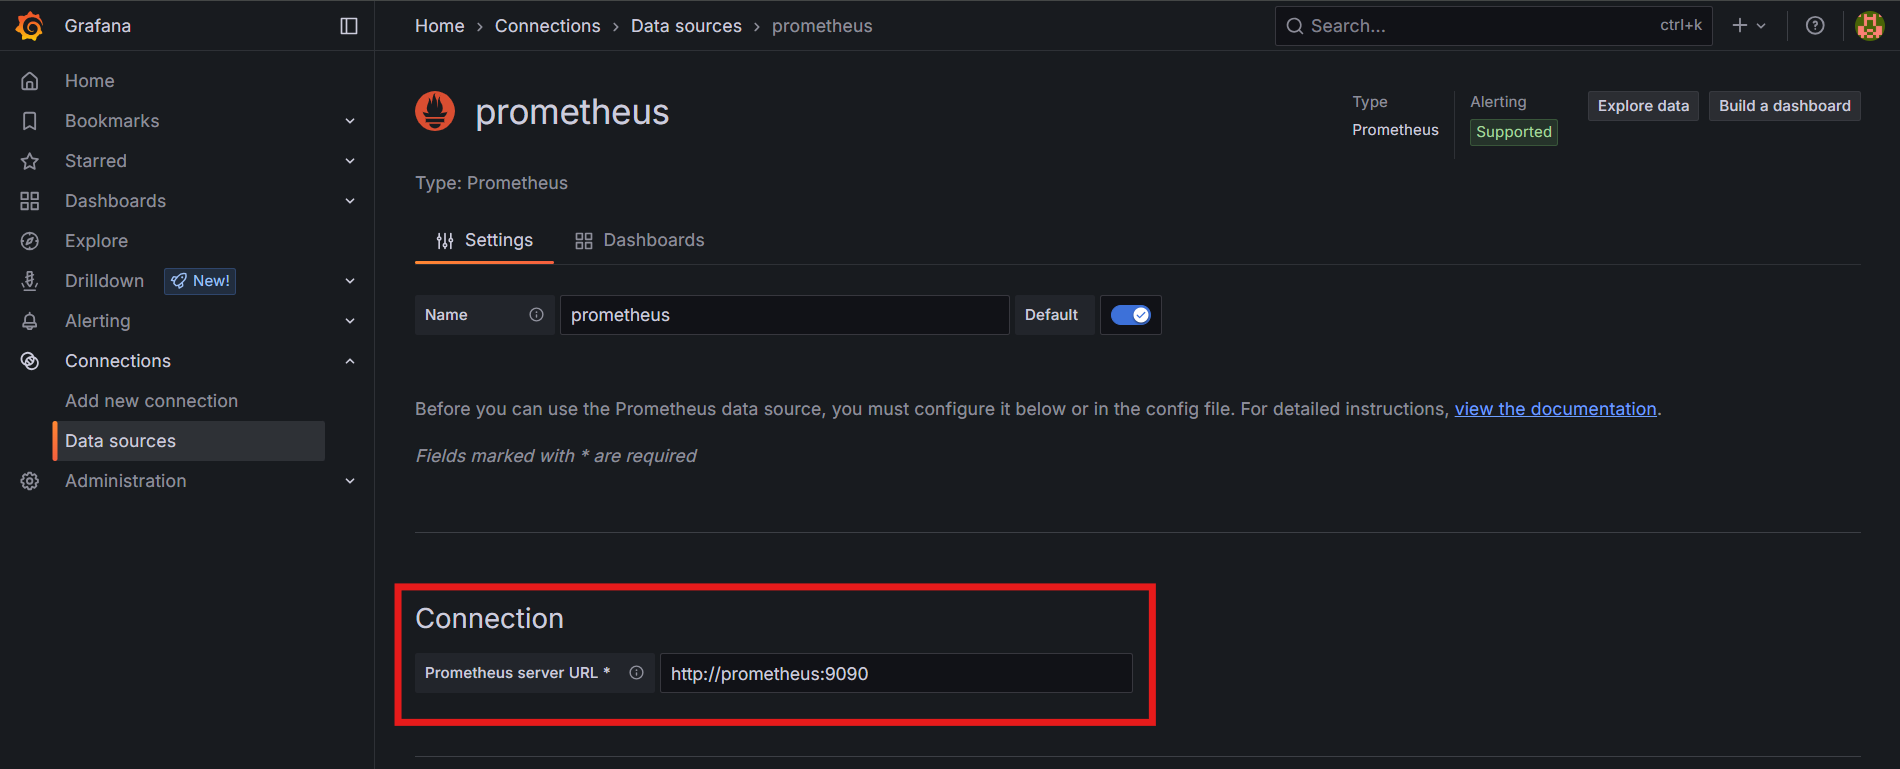 Grafana
Home › Connections › Data sources › prometheus
Search...
ctrl+k
Home
Bookmarks
Starred
Dashboards
Explore
Drilldown
New!
Alerting
Connections
Add new connection
Data sources
Administration
prometheus
Type
Prometheus
Alerting
Supported
Explore data
Build a dashboard
Type: Prometheus
Settings
Dashboards
Name
prometheus
Default
Before you can use the Prometheus data source, you must configure it below or in the config file. For detailed instructions, view the documentation.
Fields marked with * are required
Connection
Prometheus server URL *
http://prometheus:9090